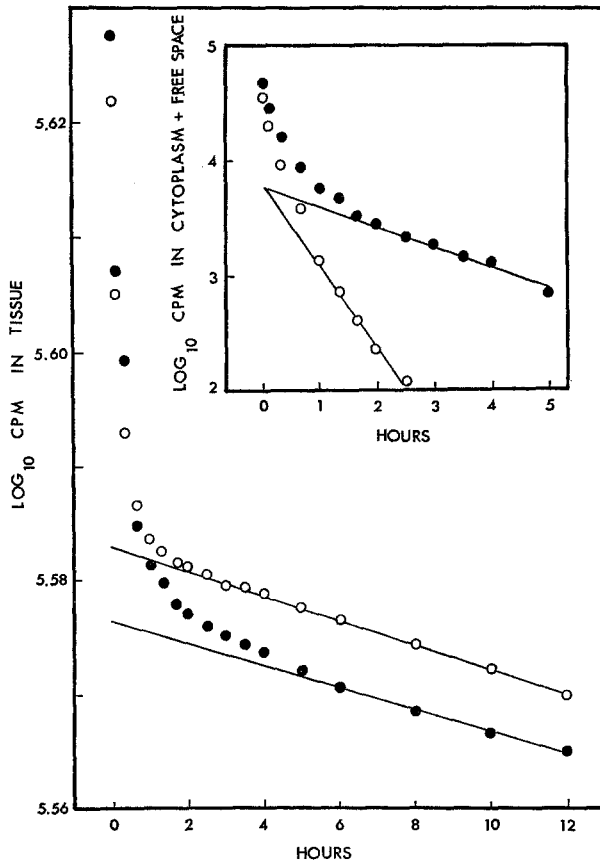 LOG10 CPM IN TISSUE
5,62
5,60
5,58
5,56
0 2 4 6 8 10 12
HOURS
LOG10 CPM IN CYTOPLASM + FREE SPACE
5
4
3
2
0 1 2 3 4 5
HOURS